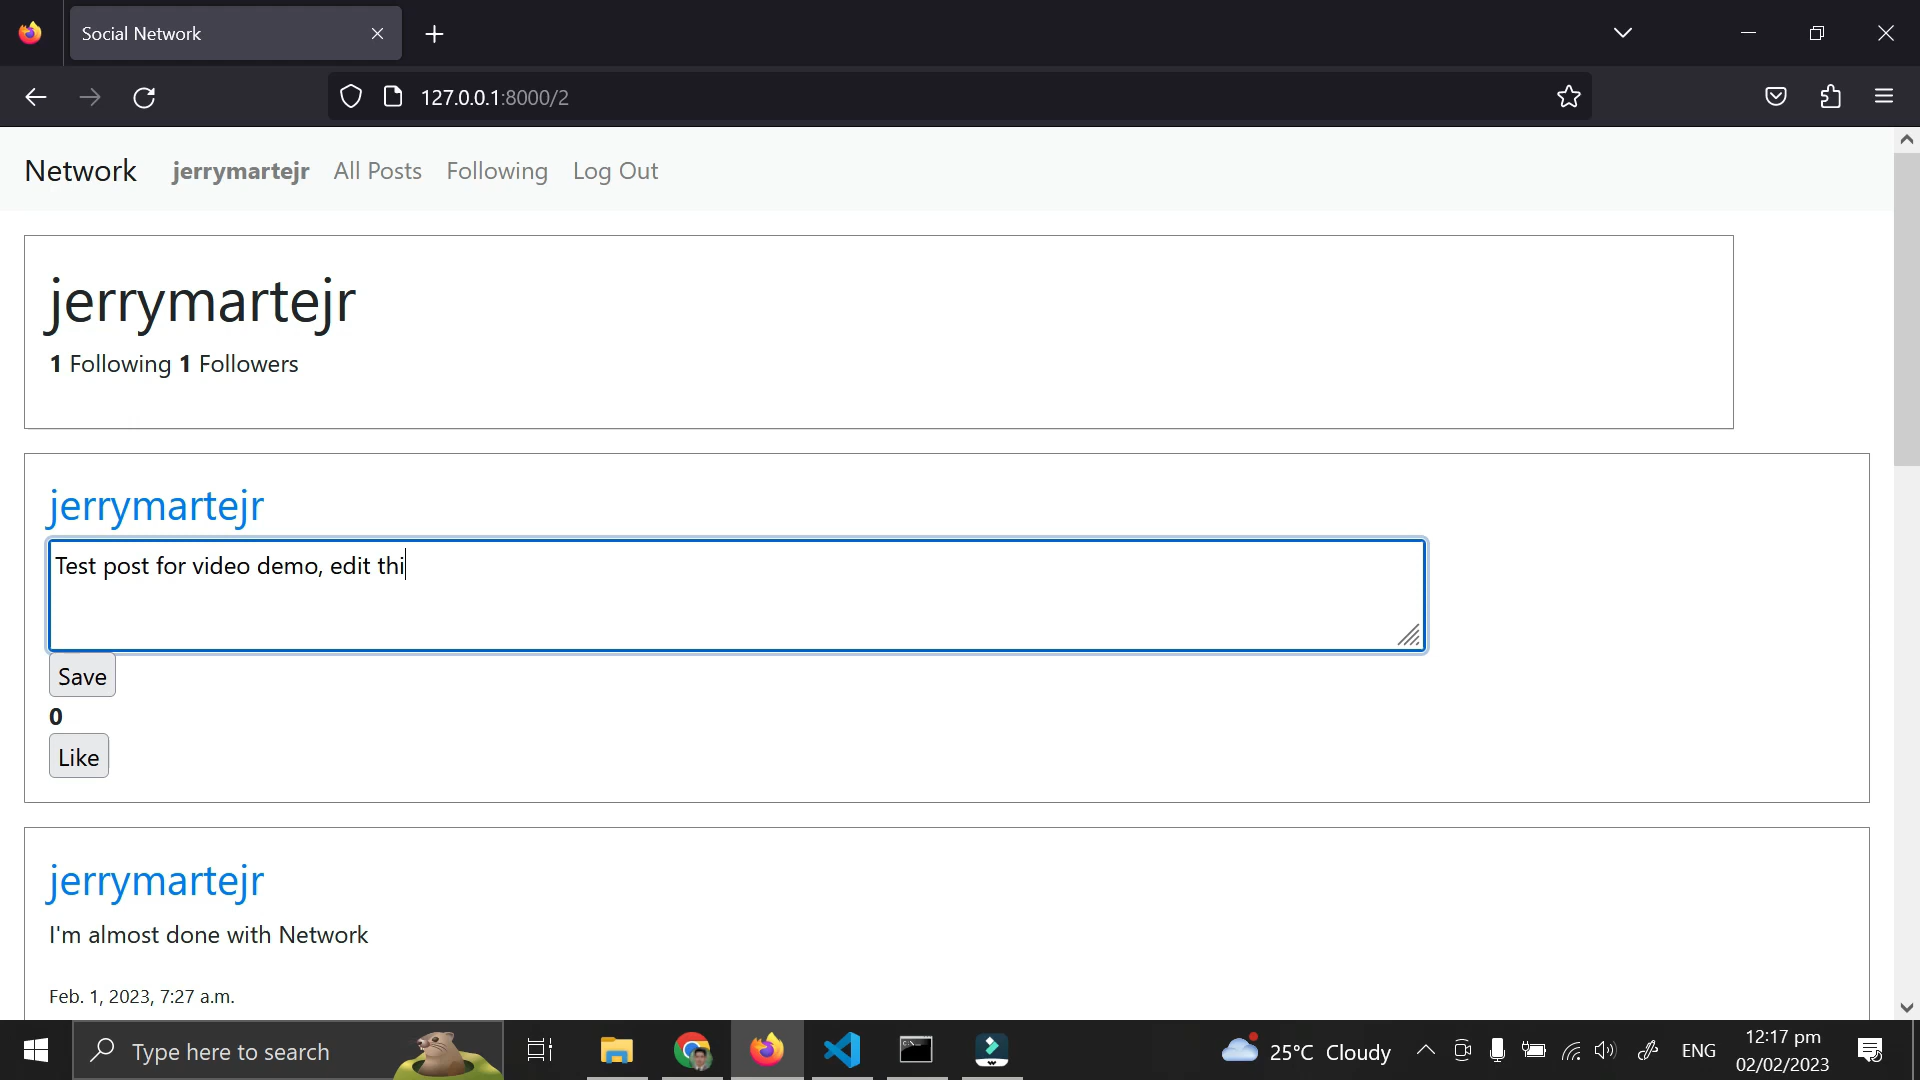 Social Network
127.0.0.1:8000/2
Network jerrymartejr All Posts Following Log Out
jerrymartejr
1 Following 1 Followers
jerrymartejr
Test post for video demo, edit thi
Save
0
Like
jerrymartejr
I'm almost done with Network
Feb. 1, 2023, 7:27 a.m.
Type here to search
25°C Cloudy
ENG
12:17 pm
02/02/2023